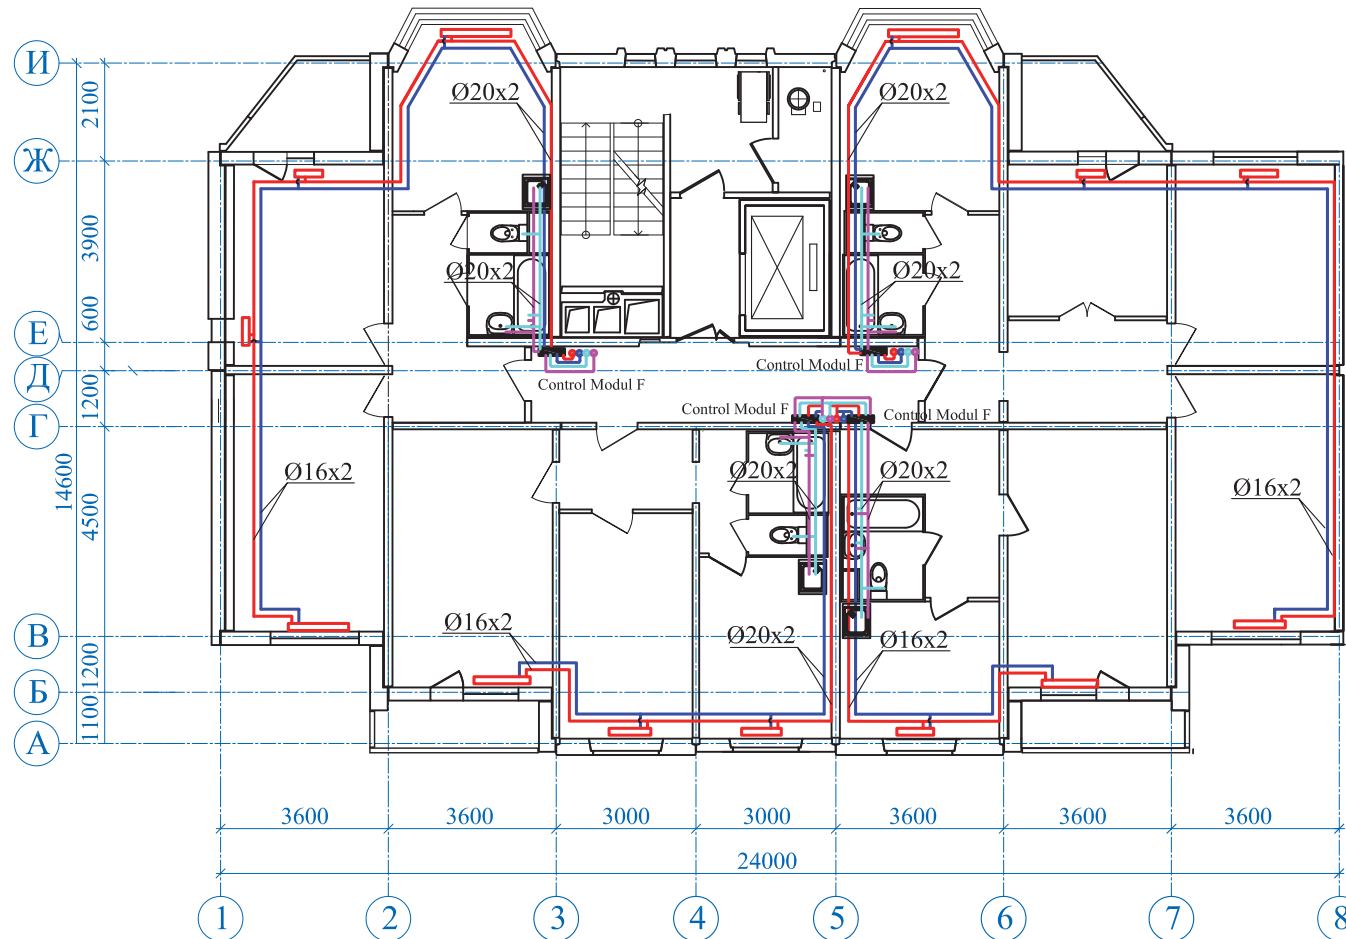 И
Ø20x2
Ø20x2
2100
Ж
3900
Ø20x2
Ø20x2
600
Е
Control Modul F
Control Modul F
Д
1200
Control Modul F
Control Modul F
Г
Ø16x2
Ø20x2
Ø20x2
Ø16x2
14600
4500
Ø16x2
Ø20x2
Ø16x2
В
1200
Б
1100
А
3600
3600
3000
3000
3600
3600
3600
24000
1
2
3
4
5
6
7
8